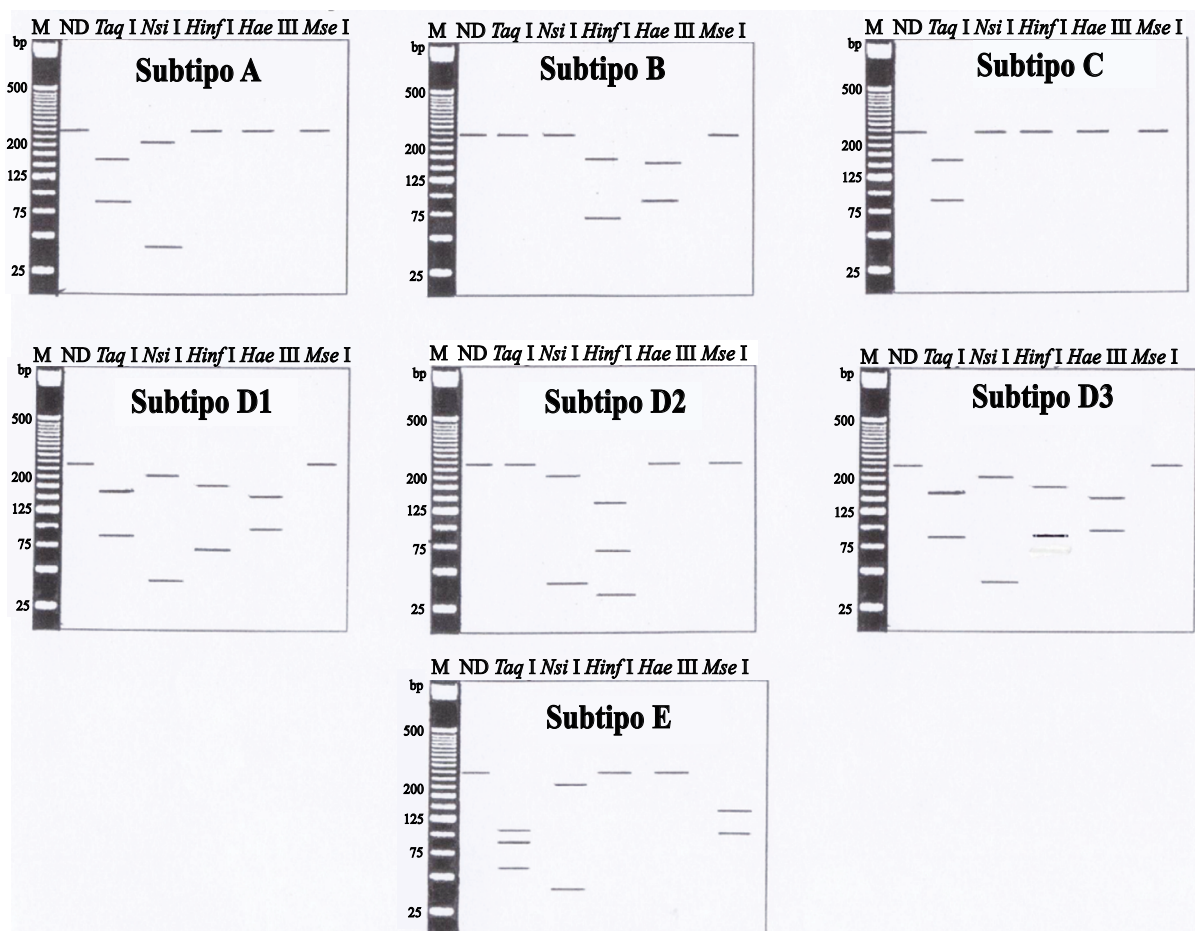 M ND Taq I Nsi I Hinf I Hae III Mse I
bp
Subtipo A
500
200
125
75
25
M ND Taq I Nsi I Hinf I Hae III Mse I
bp
Subtipo B
500
200
125
75
25
M ND Taq I Nsi I Hinf I Hae III Mse I
bp
Subtipo C
500
200
125
75
25
M ND Taq I Nsi I Hinf I Hae III Mse I
bp
Subtipo D1
500
200
125
75
25
M ND Taq I Nsi I Hinf I Hae III Mse I
bp
Subtipo D2
500
200
125
75
25
M ND Taq I Nsi I Hinf I Hae III Mse I
bp
Subtipo D3
500
200
125
75
25
M ND Taq I Nsi I Hinf I Hae III Mse I
bp
Subtipo E
500
200
125
75
25